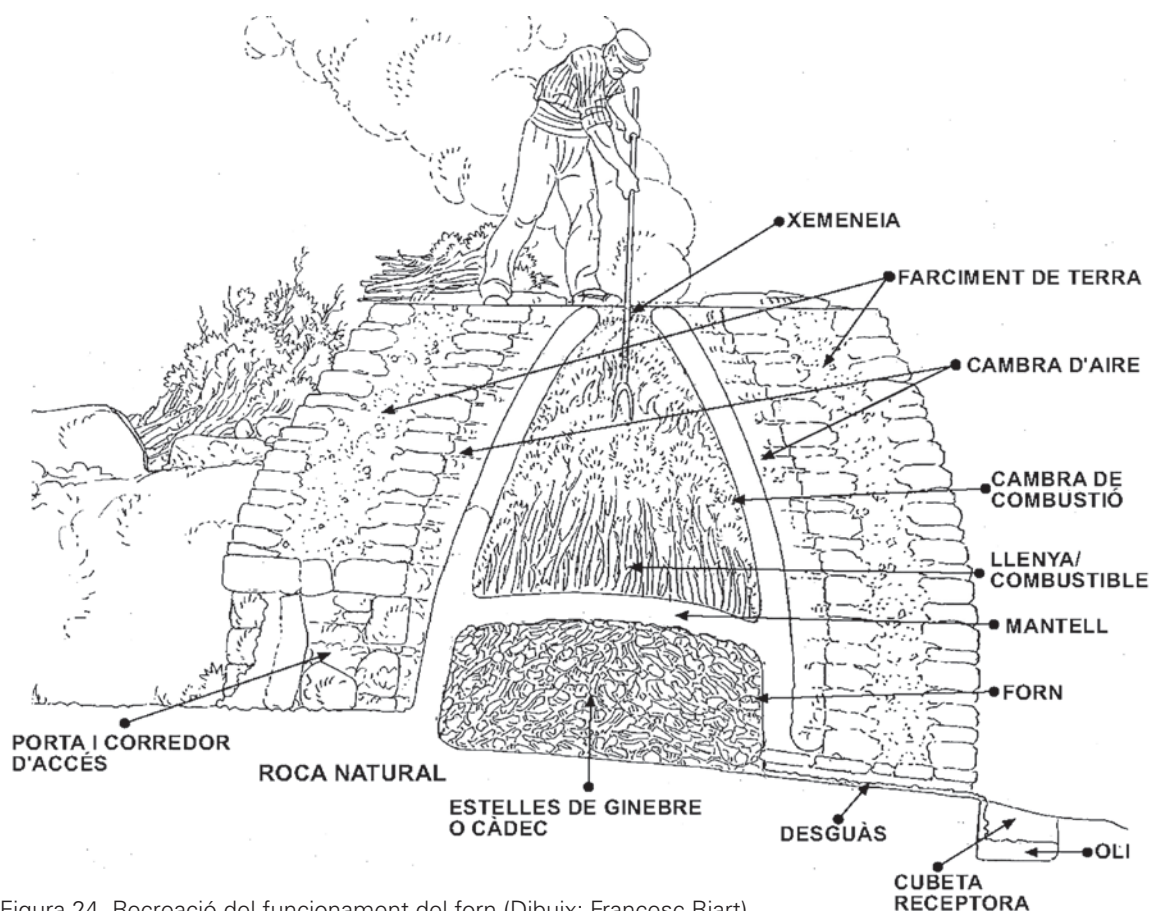 XEMENEIA
FARCIMENT DE TERRA
CAMBRA D'AIRE
CAMBRA DE
COMBUSTIÓ
LLENYA/
COMBUSTIBLE
MANTELL
FORN
PORTA I CORREDOR
D'ACCÉS
ROCA NATURAL
ESTELLES DE GINEBRE
O CÀDEC
DESGUÀS
OLI
CUBETA
RECEPTORA
Figura 24. Recreació del funcionament del forn (Dibuix: Francesc Riart)